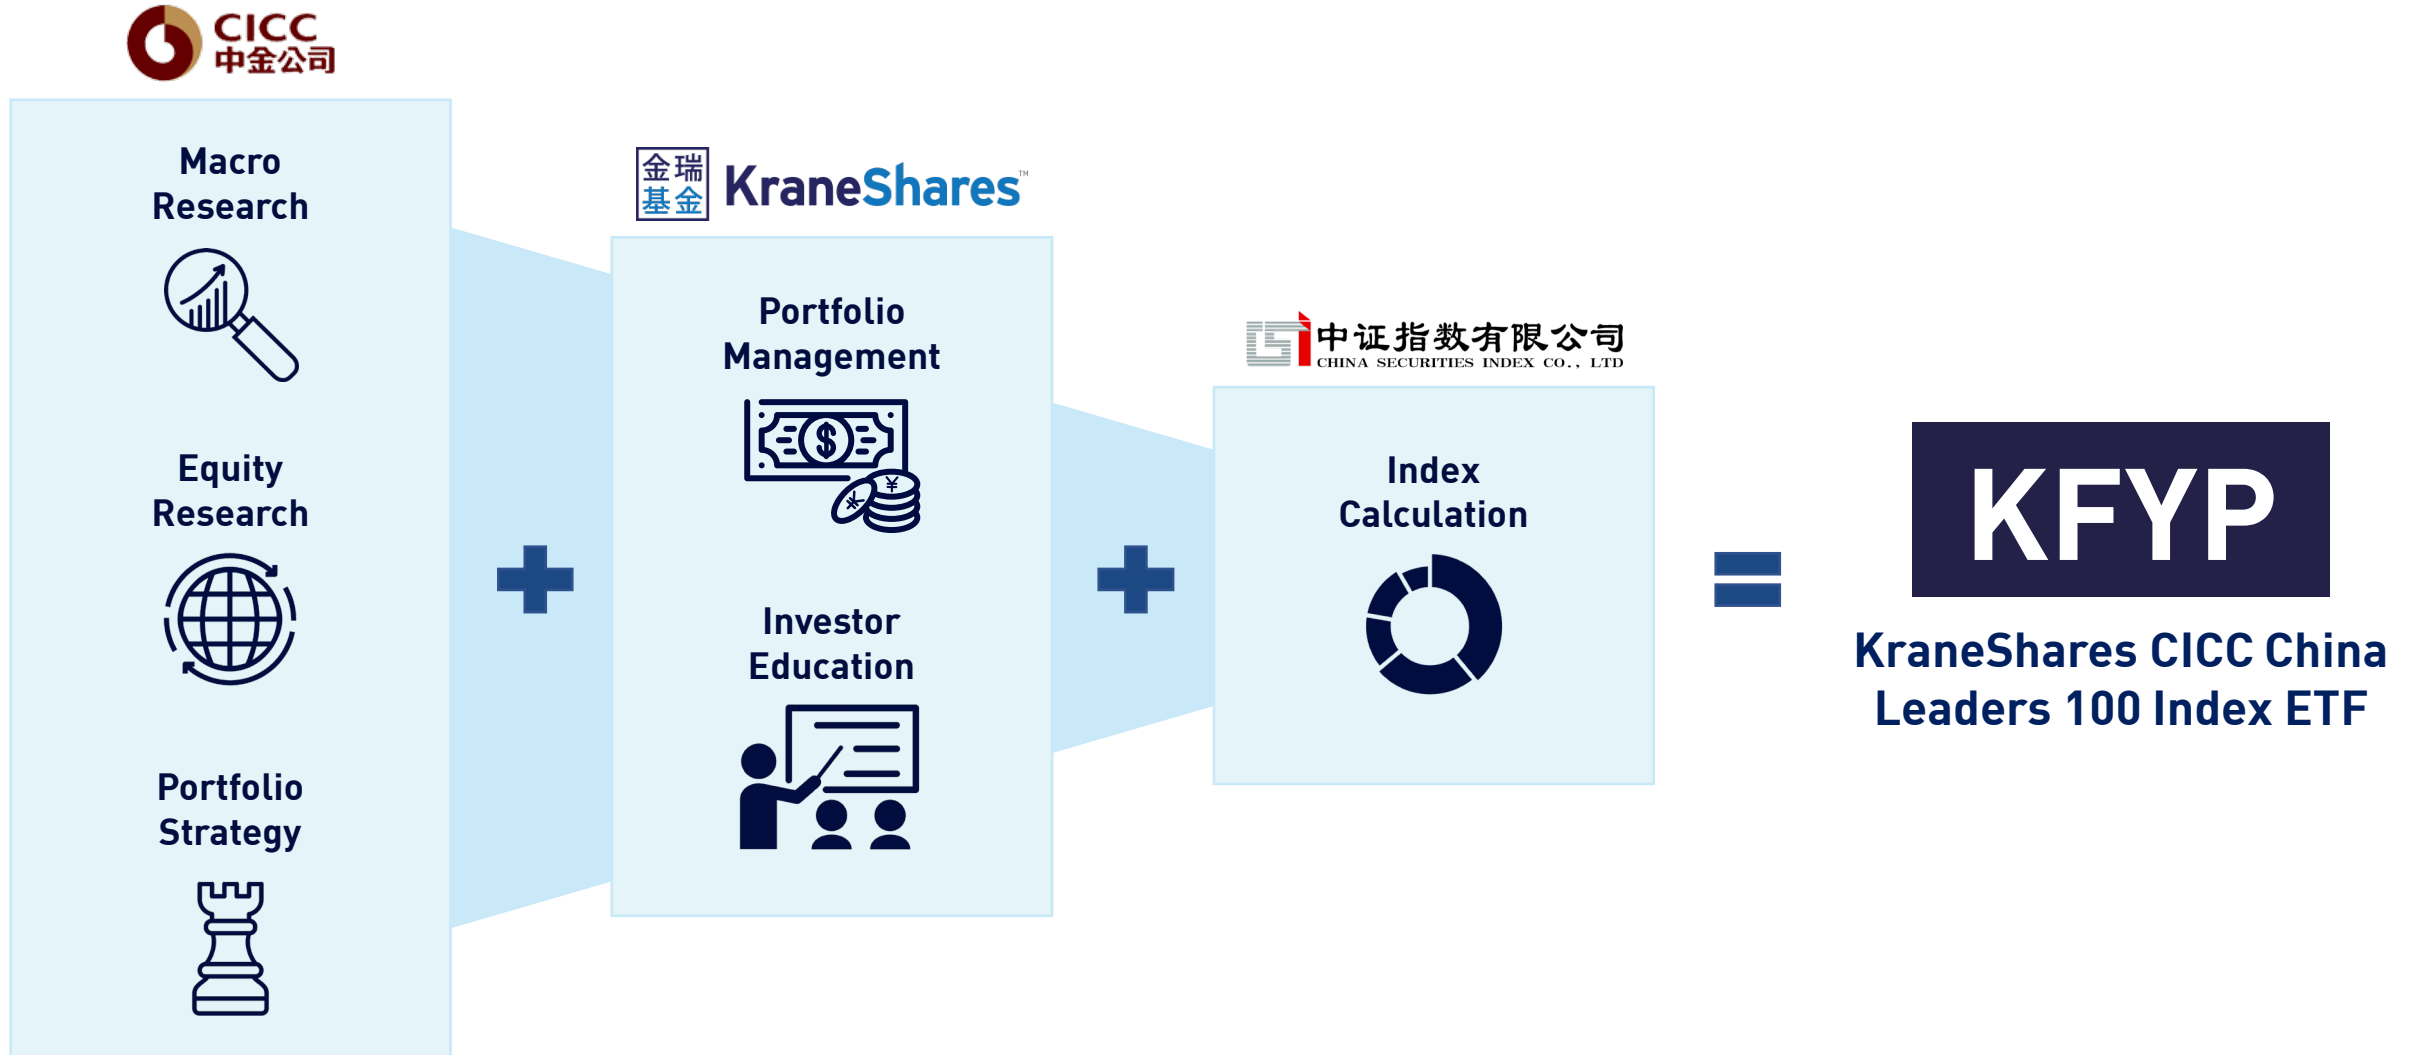 CICC
中金公司
Macro
Research
Equity
Research
Portfolio
Strategy
金瑞
基金
KraneShares™
Portfolio
Management
$
¥
Investor
Education
中证指数有限公司
CHINA SECURITIES INDEX CO., LTD
Index
Calculation
KFYP
KraneShares CICC China
Leaders 100 Index ETF